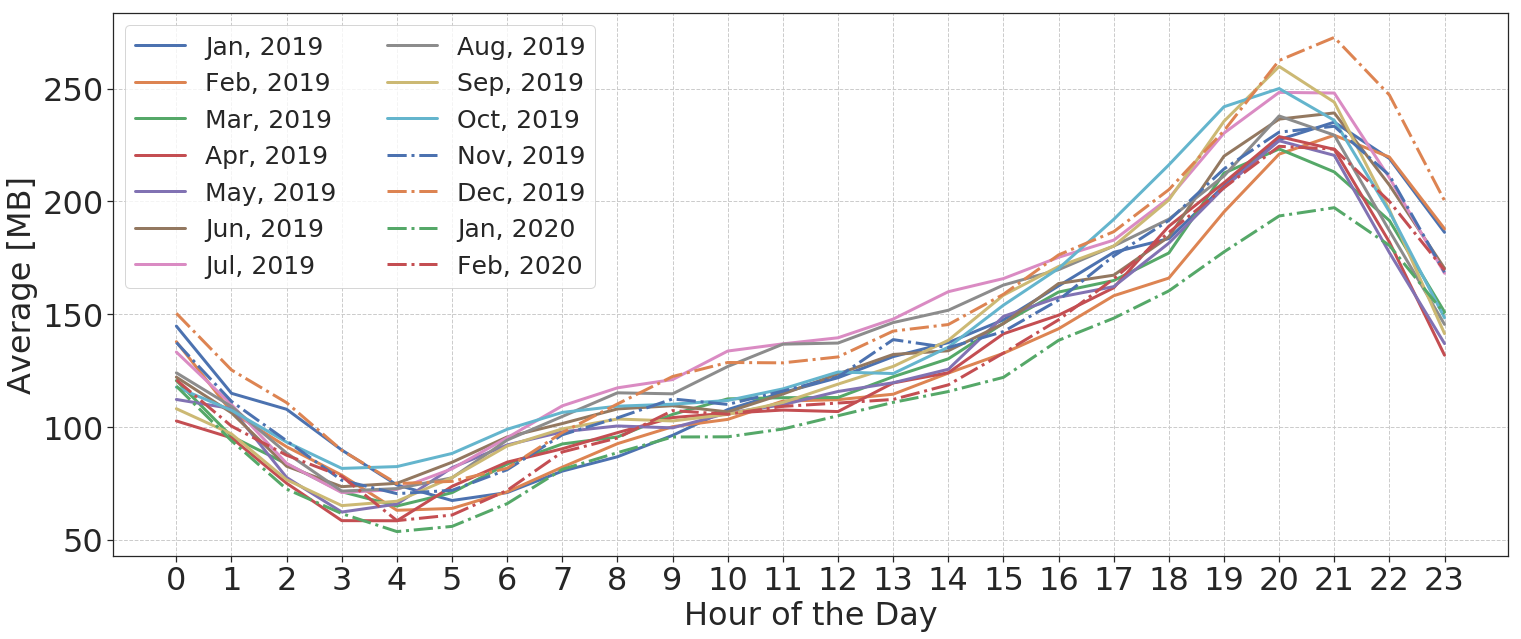 Jan, 2019
Feb, 2019
Mar, 2019
Apr, 2019
May, 2019
Jun, 2019
Jul, 2019
Aug, 2019
Sep, 2019
Oct, 2019
Nov, 2019
Dec, 2019
Jan, 2020
Feb, 2020
250
200
150
100
50
Average [MB]
0 1 2 3 4 5 6 7 8 9 10 11 12 13 14 15 16 17 18 19 20 21 22 23
Hour of the Day